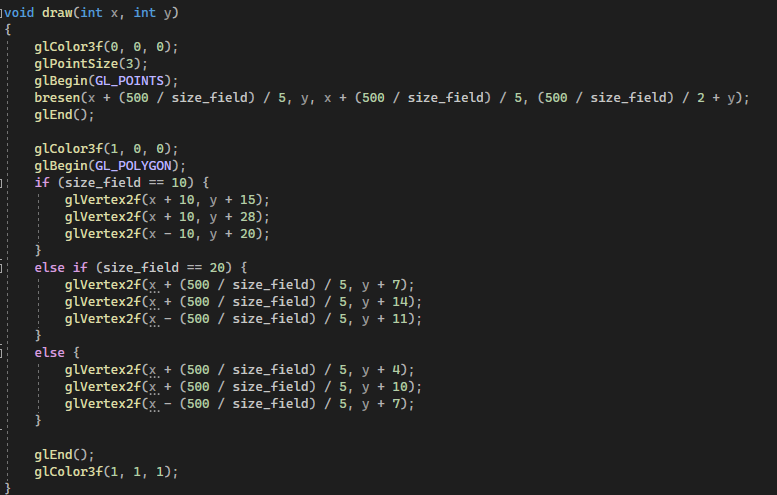 void draw(int x, int y)
{
    glColor3f(0, 0, 0);
    glPointSize(3);
    glBegin(GL_POINTS);
    bresen(x + (500 / size_field) / 5, y, x + (500 / size_field) / 5, (500 / size_field) / 2 + y);
    glEnd();

    glColor3f(1, 0, 0);
    glBegin(GL_POLYGON);
    if (size_field == 10) {
        glVertex2f(x + 10, y + 15);
        glVertex2f(x + 10, y + 28);
        glVertex2f(x - 10, y + 20);
    }
    else if (size_field == 20) {
        glVertex2f(x + (500 / size_field) / 5, y + 7);
        glVertex2f(x + (500 / size_field) / 5, y + 14);
        glVertex2f(x - (500 / size_field) / 5, y + 11);
    }
    else {
        glVertex2f(x + (500 / size_field) / 5, y + 4);
        glVertex2f(x + (500 / size_field) / 5, y + 10);
        glVertex2f(x - (500 / size_field) / 5, y + 7);
    }

    glEnd();
    glColor3f(1, 1, 1);
}